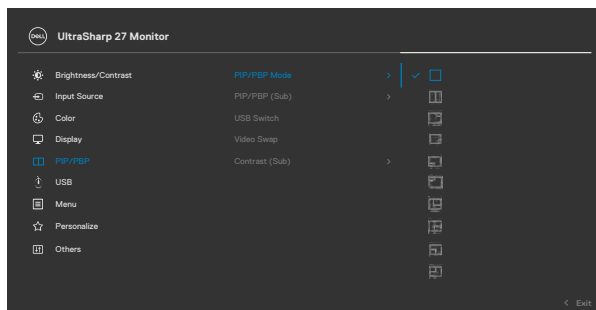 DELL
UltraSharp 27 Monitor
Brightness/Contrast
PIP/PBP Mode
Input Source
PIP/PBP (Sub)
Color
USB Switch
Display
Video Swap
PIP/PBP
Contrast (Sub)
USB
Menu
Personalize
Others
Exit